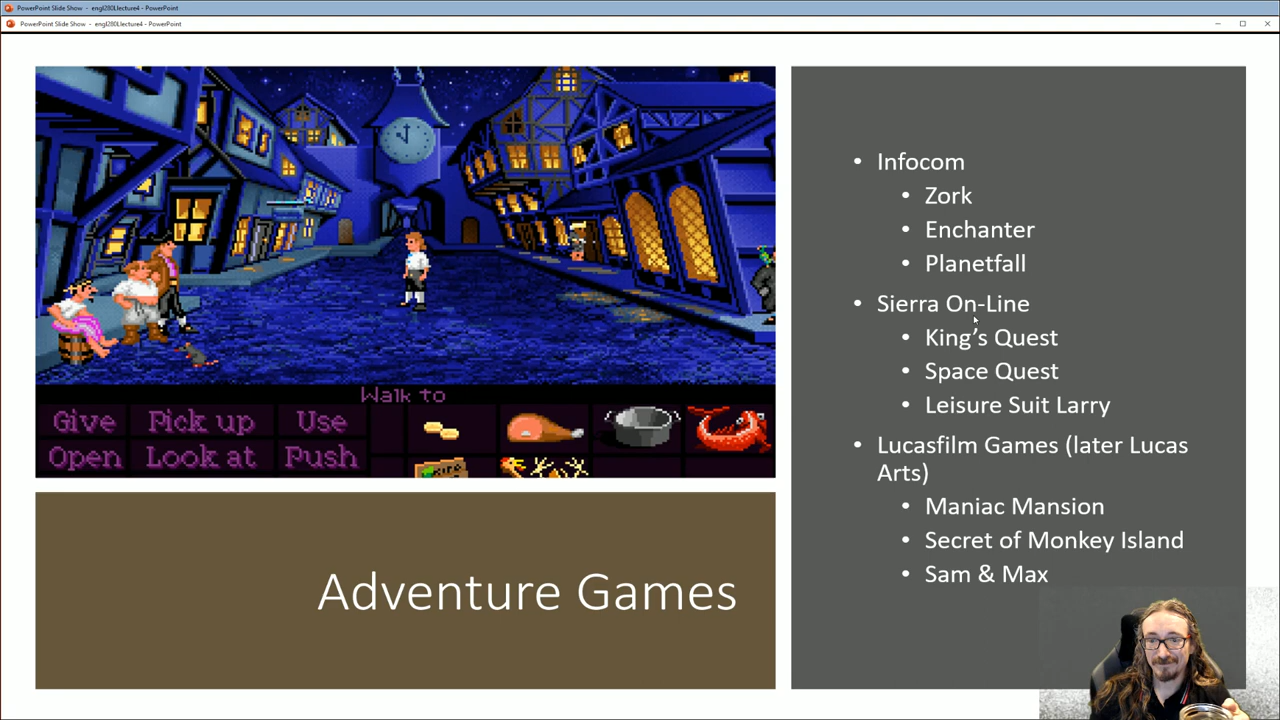 PowerPoint Slide Show - engl280Llecture4 - PowerPoint
PowerPoint Slide Show - engl280Llecture4 - PowerPoint
Walk to
Give Pick up Use
Open Look at Push
Adventure Games
• Infocom
• Zork
• Enchanter
• Planetfall
• Sierra On-Line
• King's Quest
• Space Quest
• Leisure Suit Larry
• Lucasfilm Games (later Lucas
Arts)
• Maniac Mansion
• Secret of Monkey Island
• Sam & Max